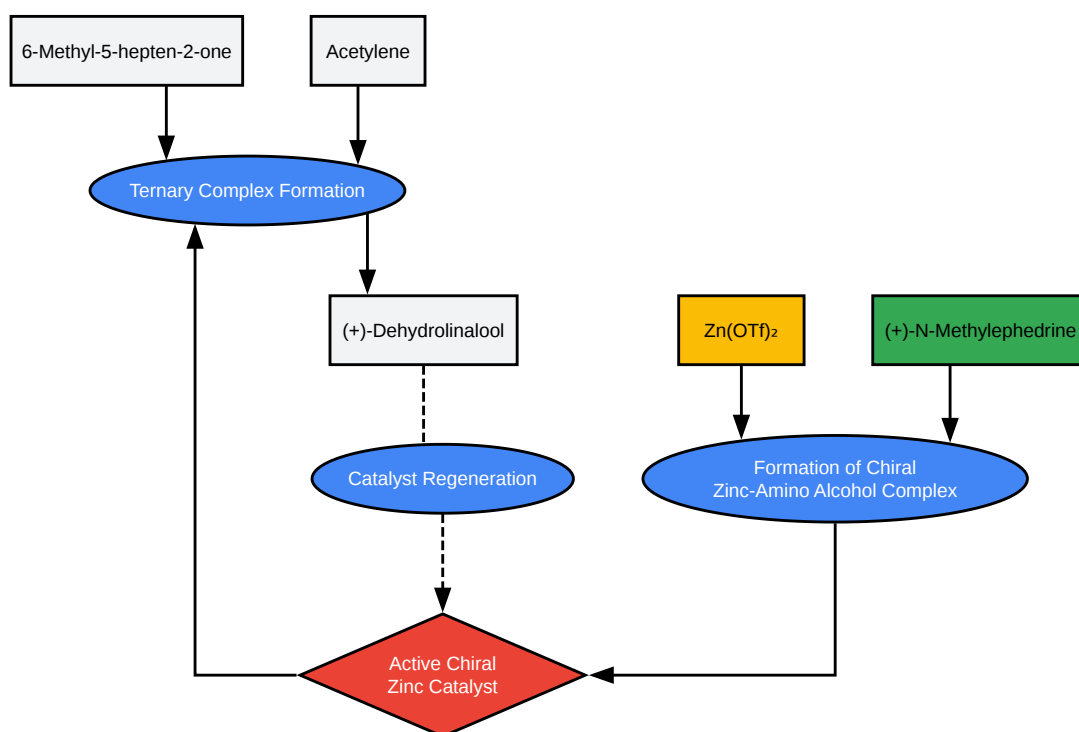 6-Methyl-5-hepten-2-one
Acetylene
Ternary Complex Formation
(+)-Dehydrolinalool
Zn(OTf)₂
(+)-N-Methylephedrine
Catalyst Regeneration
Formation of Chiral
Zinc-Amino Alcohol Complex
Active Chiral
Zinc Catalyst